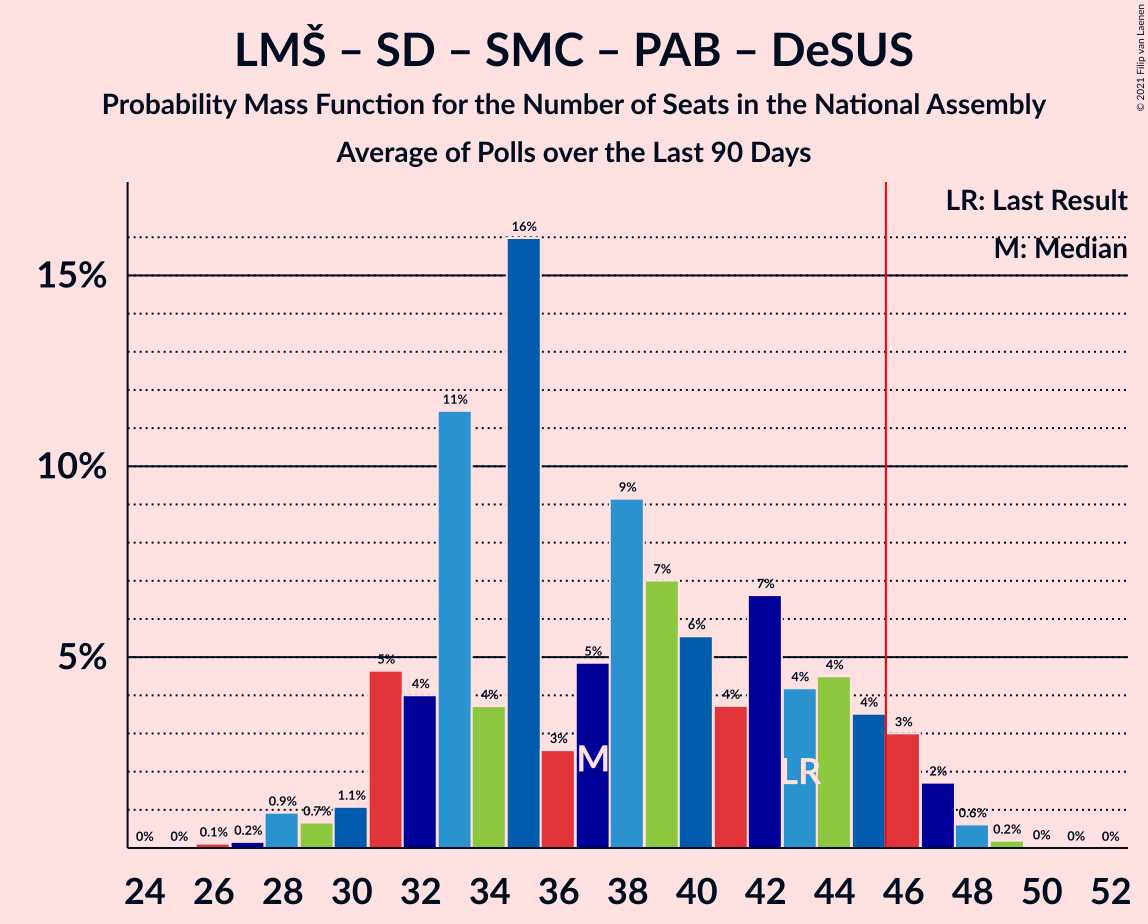 LMŠ – SD – SMC – PAB – DeSUS
Probability Mass Function for the Number of Seats in the National Assembly
Average of Polls over the Last 90 Days
© 2021 Filip van Laenen
LR: Last Result
M: Median
15%
10%
5%
0% 0% 0.1% 0.2% 0.9% 0.7% 1.1% 5% 4% 11% 4% 16% 3% 5% 9% 7% 6% 4% 7% 4% 4% 4% 3% 2% 0.6% 0.2% 0% 0% 0%
M
LR
24 26 28 30 32 34 36 38 40 42 44 46 48 50 52